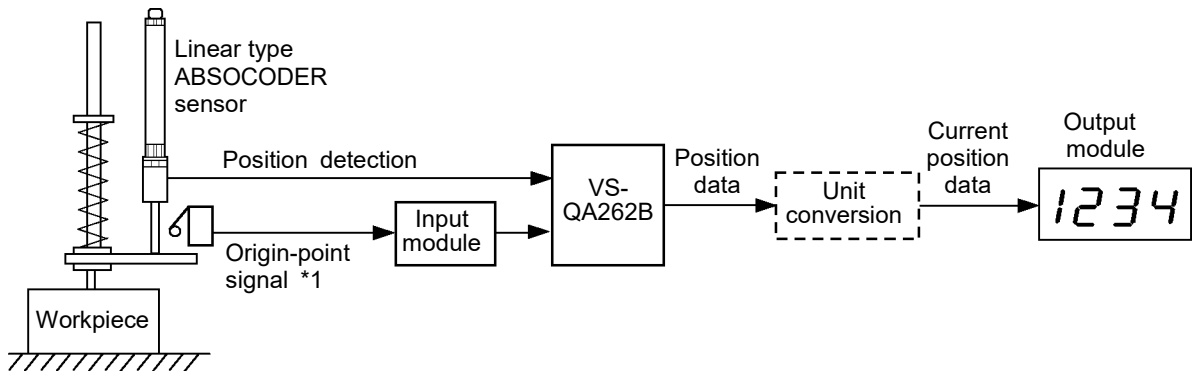 Linear type
ABSOCODER
sensor
Position detection
Origin-point
signal *1
Input
module
VS-
QA262B
Position
data
Unit
conversion
Current
position
data
Output
module
1234
Workpiece